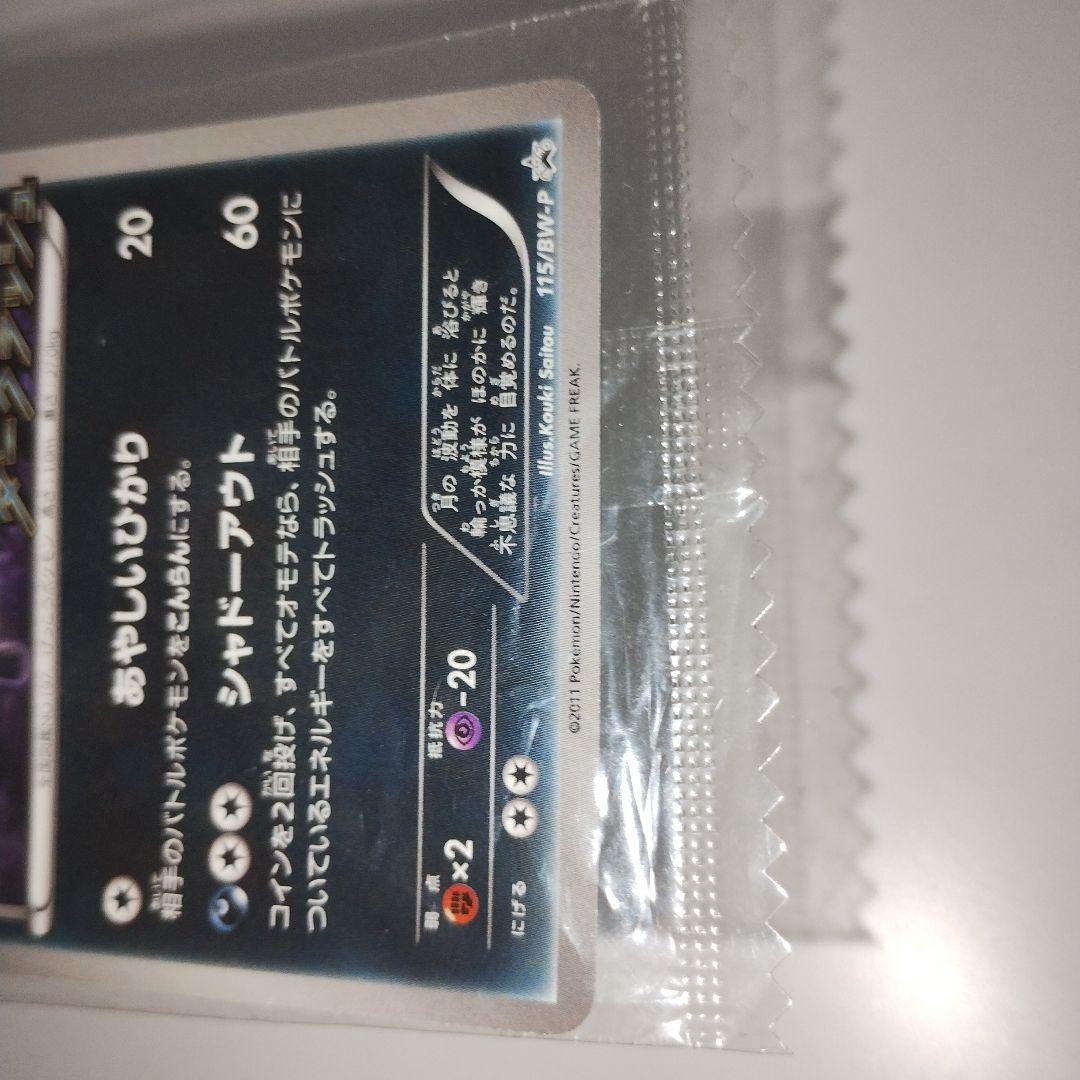 あやしいひかり 20
相手のバトルポケモンをこんらんにする。
シャドーアウト 60
コインを2回投げ、すべてオモテなら、相手のバトルポケモンに
ついているエネルギーをすべてトラッシュする。
弱点 ×2
抵抗力 -20
にげる
月の 波動を 体に 浴びると
輪っか模様が ほのかに 輝き
不思議な 力に 目覚めるのだ。
Illus.Kouki Saitou 115/BW-P
©2011 Pokémon/Nintendo/Creatures/GAME FREAK.